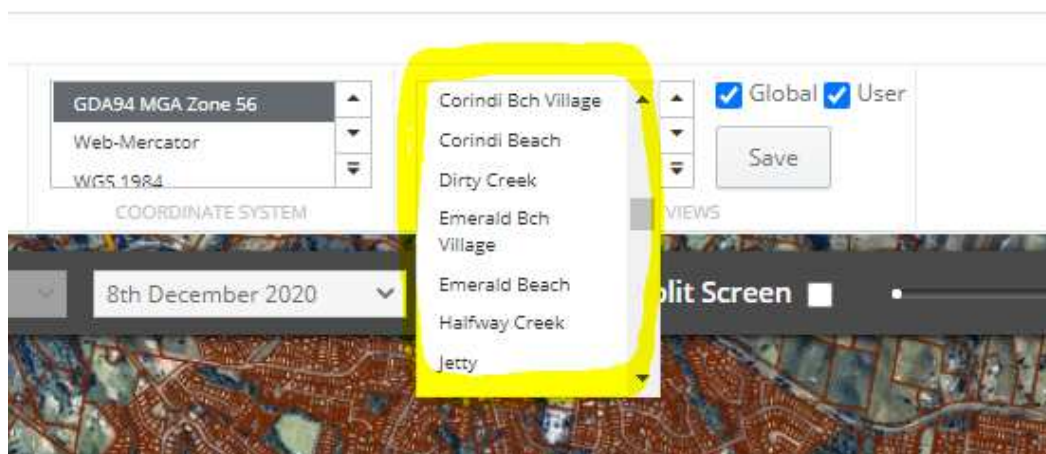 GDA94 MGA Zone 56
Web-Mercator
WGS 1984
COORDINATE SYSTEM
Corindi Bch Village
Corindi Beach
Dirty Creek
Emerald Bch
Village
Emerald Beach
Halfway Creek
Jetty
Global User
Save
VIEWS
8th December 2020
plit Screen